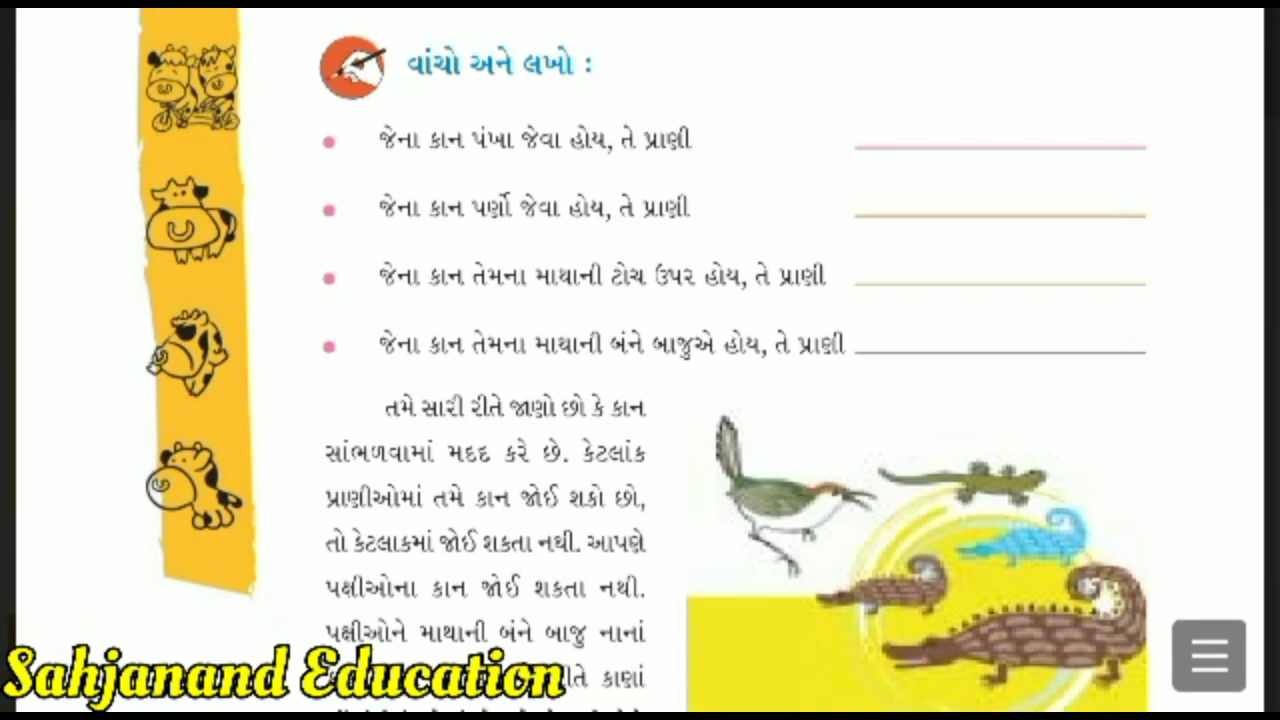 વાંચો અને લખો :
• જેના કાન પંખા જેવા હોય, તે પ્રાણી
• જેના કાન પર્ણો જેવા હોય, તે પ્રાણી
• જેના કાન તેમના માથાની ટોચ ઉપર હોય, તે પ્રાણી
• જેના કાન તેમના માથાની બંને બાજુએ હોય, તે પ્રાણી
તમે સારી રીતે જાણો છો કે કાન
સાંભળવામાં મદદ કરે છે. કેટલાંક
પ્રાણીઓમાં તમે કાન જોઈ શકો છો,
તો કેટલાકમાં જોઈ શકતા નથી. આપણે
પક્ષીઓના કાન જોઈ શકતા નથી.
પક્ષીઓને માથાની બંને બાજુ નાનાં
કાણાં
Sahjanand Education